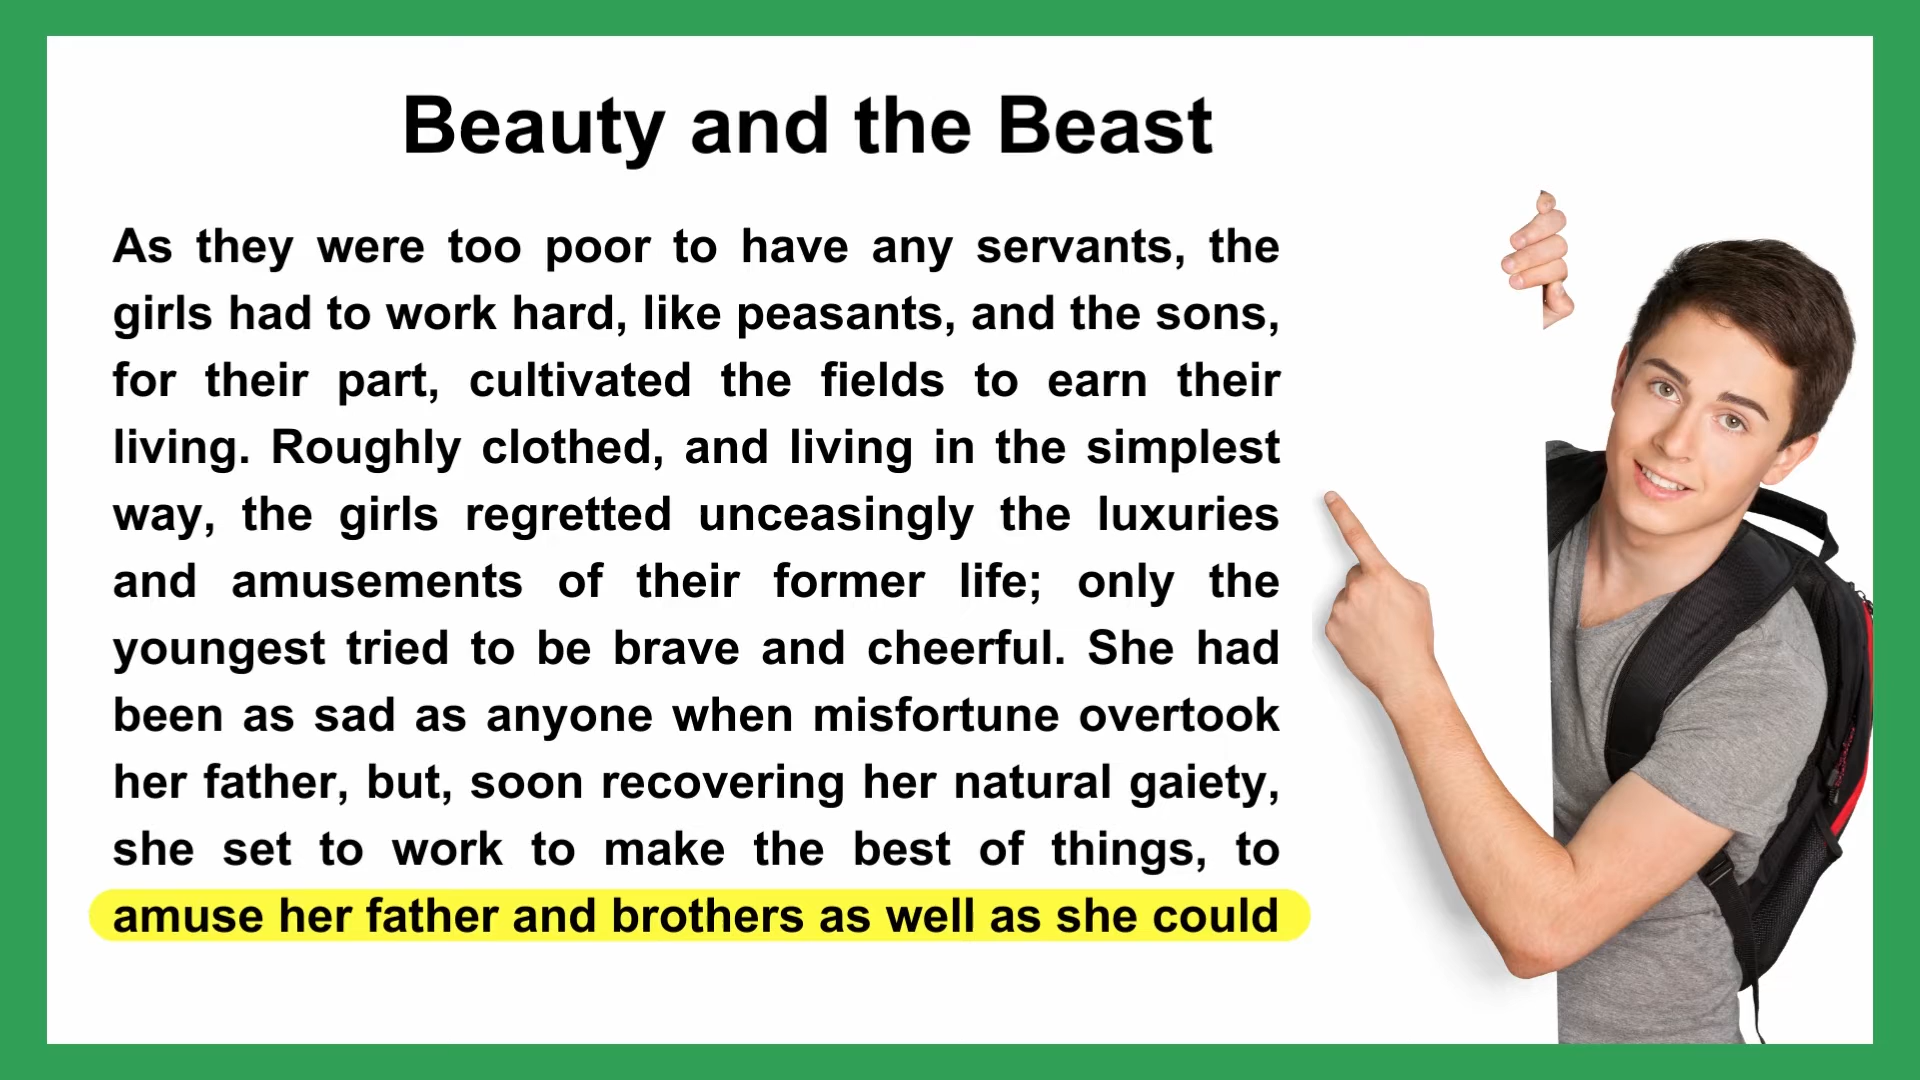 Beauty and the Beast
As they were too poor to have any servants, the
girls had to work hard, like peasants, and the sons,
for their part, cultivated the fields to earn their
living. Roughly clothed, and living in the simplest
way, the girls regretted unceasingly the luxuries
and amusements of their former life; only the
youngest tried to be brave and cheerful. She had
been as sad as anyone when misfortune overtook
her father, but, soon recovering her natural gaiety,
she set to work to make the best of things, to
amuse her father and brothers as well as she could